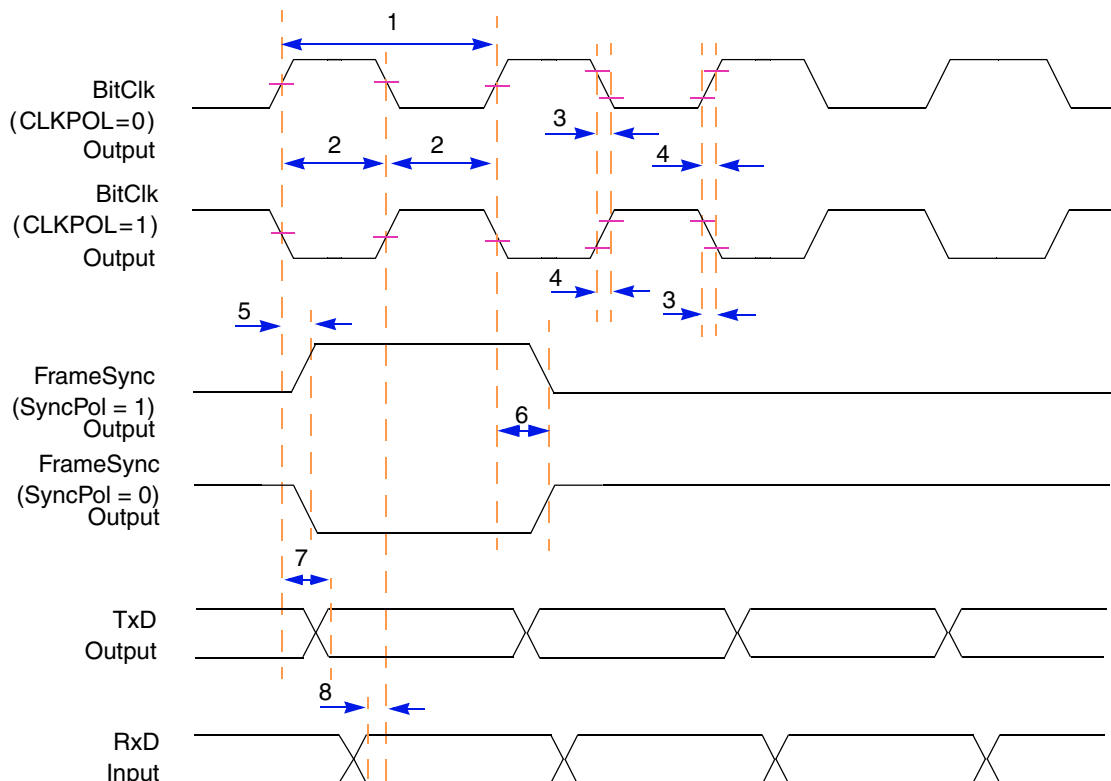 1
BitClk
(CLKPOL=0)
Output
3
2
2
4
BitClk
(CLKPOL=1)
Output
4
3
5
FrameSync
(SyncPol = 1)
Output
6
FrameSync
(SyncPol = 0)
Output
7
TxD
Output
8
RxD
Input